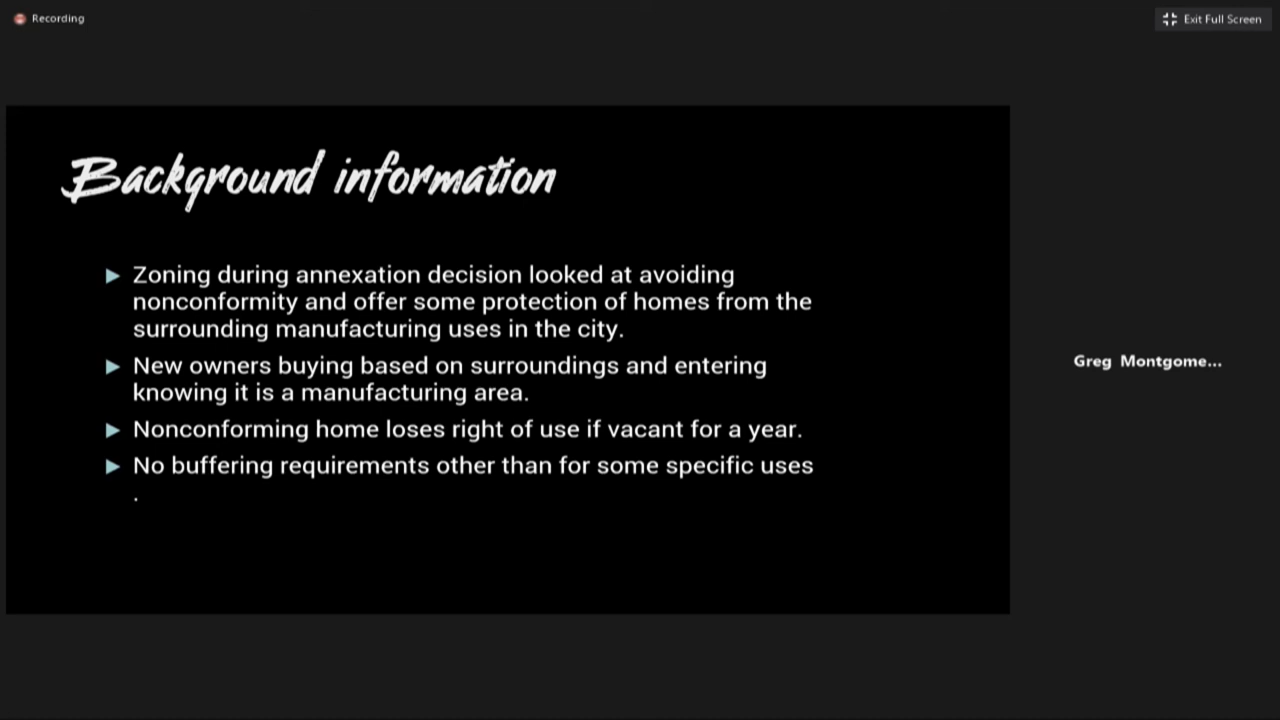 Recording
Exit Full Screen
Background information
Zoning during annexation decision looked at avoiding
nonconformity and offer some protection of homes from the
surrounding manufacturing uses in the city.
New owners buying based on surroundings and entering
knowing it is a manufacturing area.
Nonconforming home loses right of use if vacant for a year.
No buffering requirements other than for some specific uses
.
Greg Montgome...